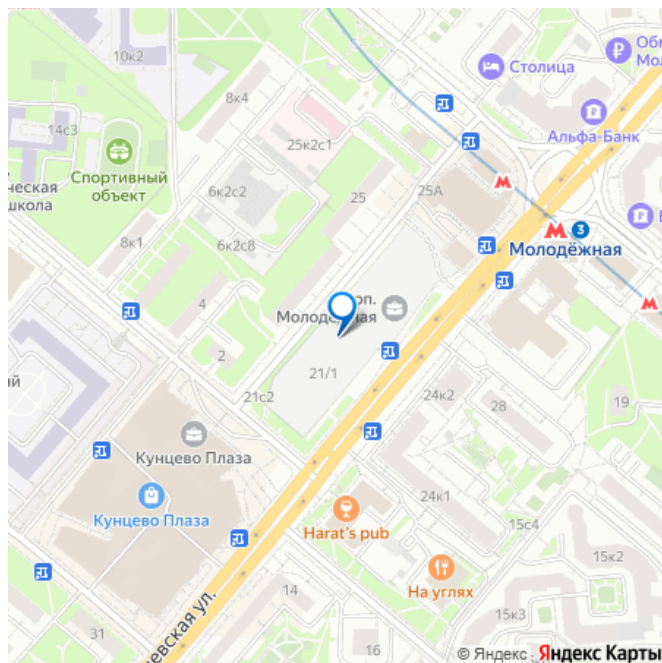 10к2
Столица
8к4
Альфа-Банк
14с3
25к2с1
Спортивный
объект
ческая
школа
6к2с2
25
25А
8к1
6к2с8
3
Молодёжная
4
Молодёжная
2
19
21/1
21с2
24к2
28
ий
Кунцево Плаза
Кунцево Плаза
24к1
Harat's pub
15с4
15к2
На углях
14
15к3
31
16
евская ул.
© Яндекс
Яндекс Карты